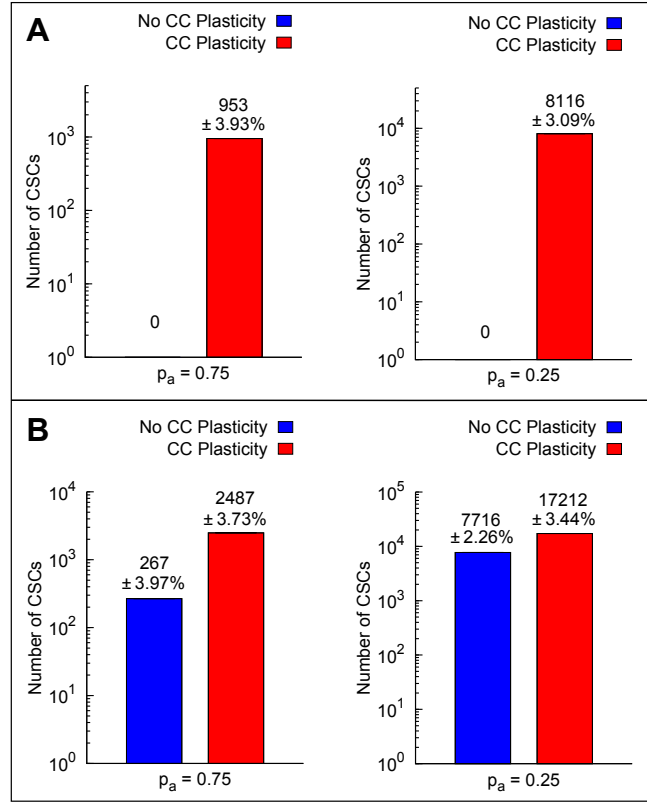 A
No CC Plasticity
CC Plasticity
Number of CSCs
10^3
10^2
10^1
10^0
953
± 3.93%
0
p_a = 0.75
No CC Plasticity
CC Plasticity
Number of CSCs
10^4
10^3
10^2
10^1
10^0
8116
± 3.09%
0
p_a = 0.25
B
No CC Plasticity
CC Plasticity
Number of CSCs
10^4
10^3
10^2
10^1
10^0
267
± 3.97%
2487
± 3.73%
p_a = 0.75
No CC Plasticity
CC Plasticity
Number of CSCs
10^5
10^4
10^3
10^2
10^1
10^0
7716
± 2.26%
17212
± 3.44%
p_a = 0.25